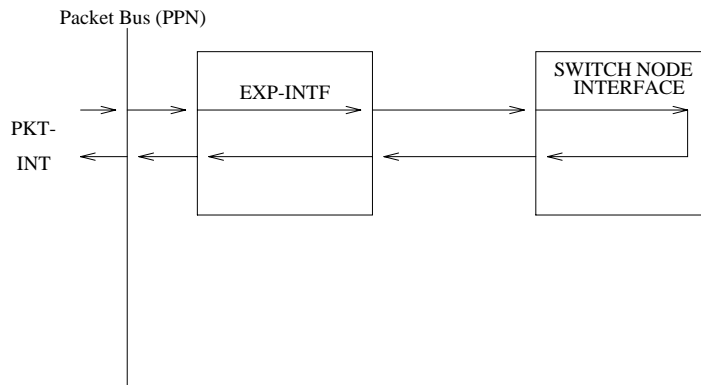 Packet Bus (PPN)
EXP-INTF
SWITCH NODE
INTERFACE
PKT-
INT